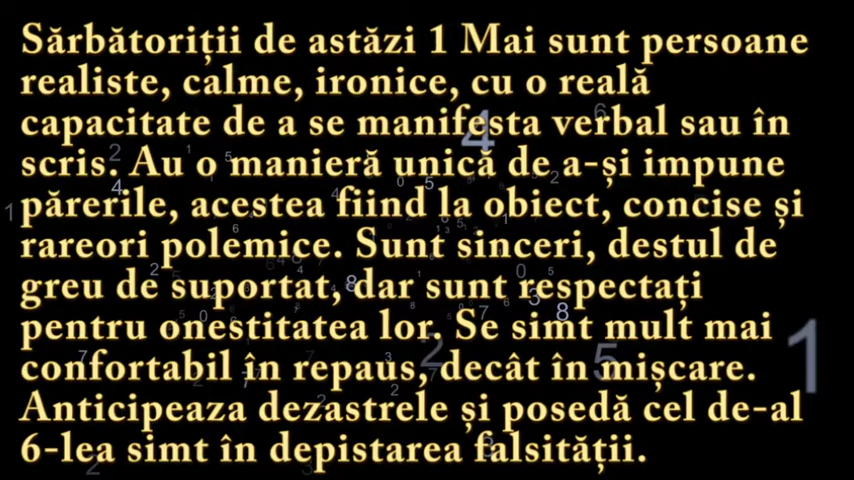 Sărbătoriții de astăzi 1 Mai sunt persoane
realiste, calme, ironice, cu o reală
capacitate de a se manifesta verbal sau în
scris. Au o manieră unică de a-și impune
părerile, acestea fiind la obiect, concise și
rareori polemice. Sunt sinceri, destul de
greu de suportat, dar sunt respectați
pentru onestitatea lor. Se simt mult mai
confortabil în repaus, decât în mișcare.
Anticipeaza dezastrele și posedă cel de-al
6-lea simt în depistarea falsității.